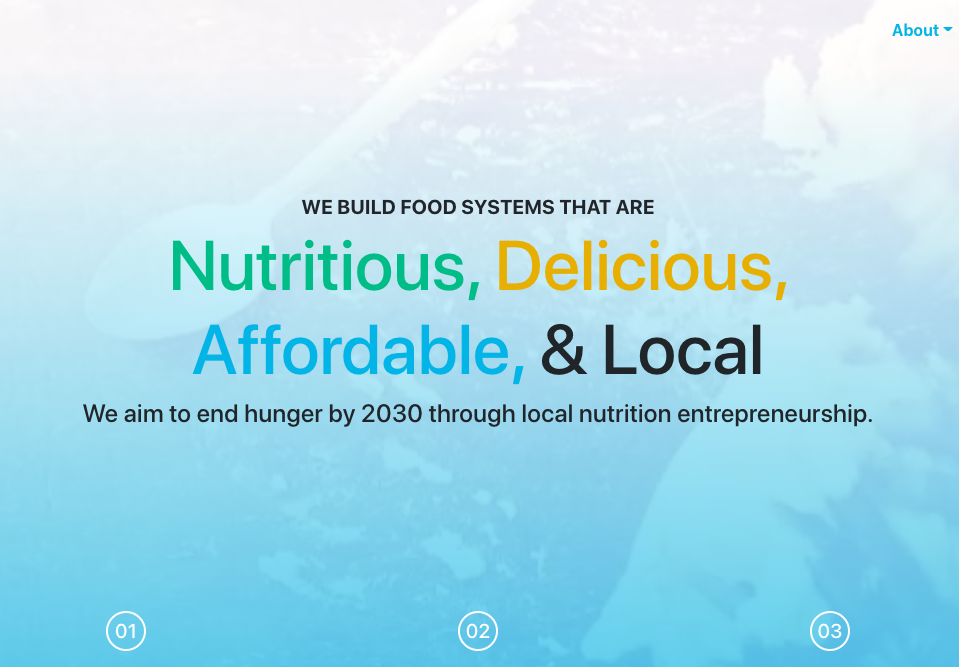 About
WE BUILD FOOD SYSTEMS THAT ARE
Nutritious, Delicious,
Affordable, & Local
We aim to end hunger by 2030 through local nutrition entrepreneurship.
01 02 03